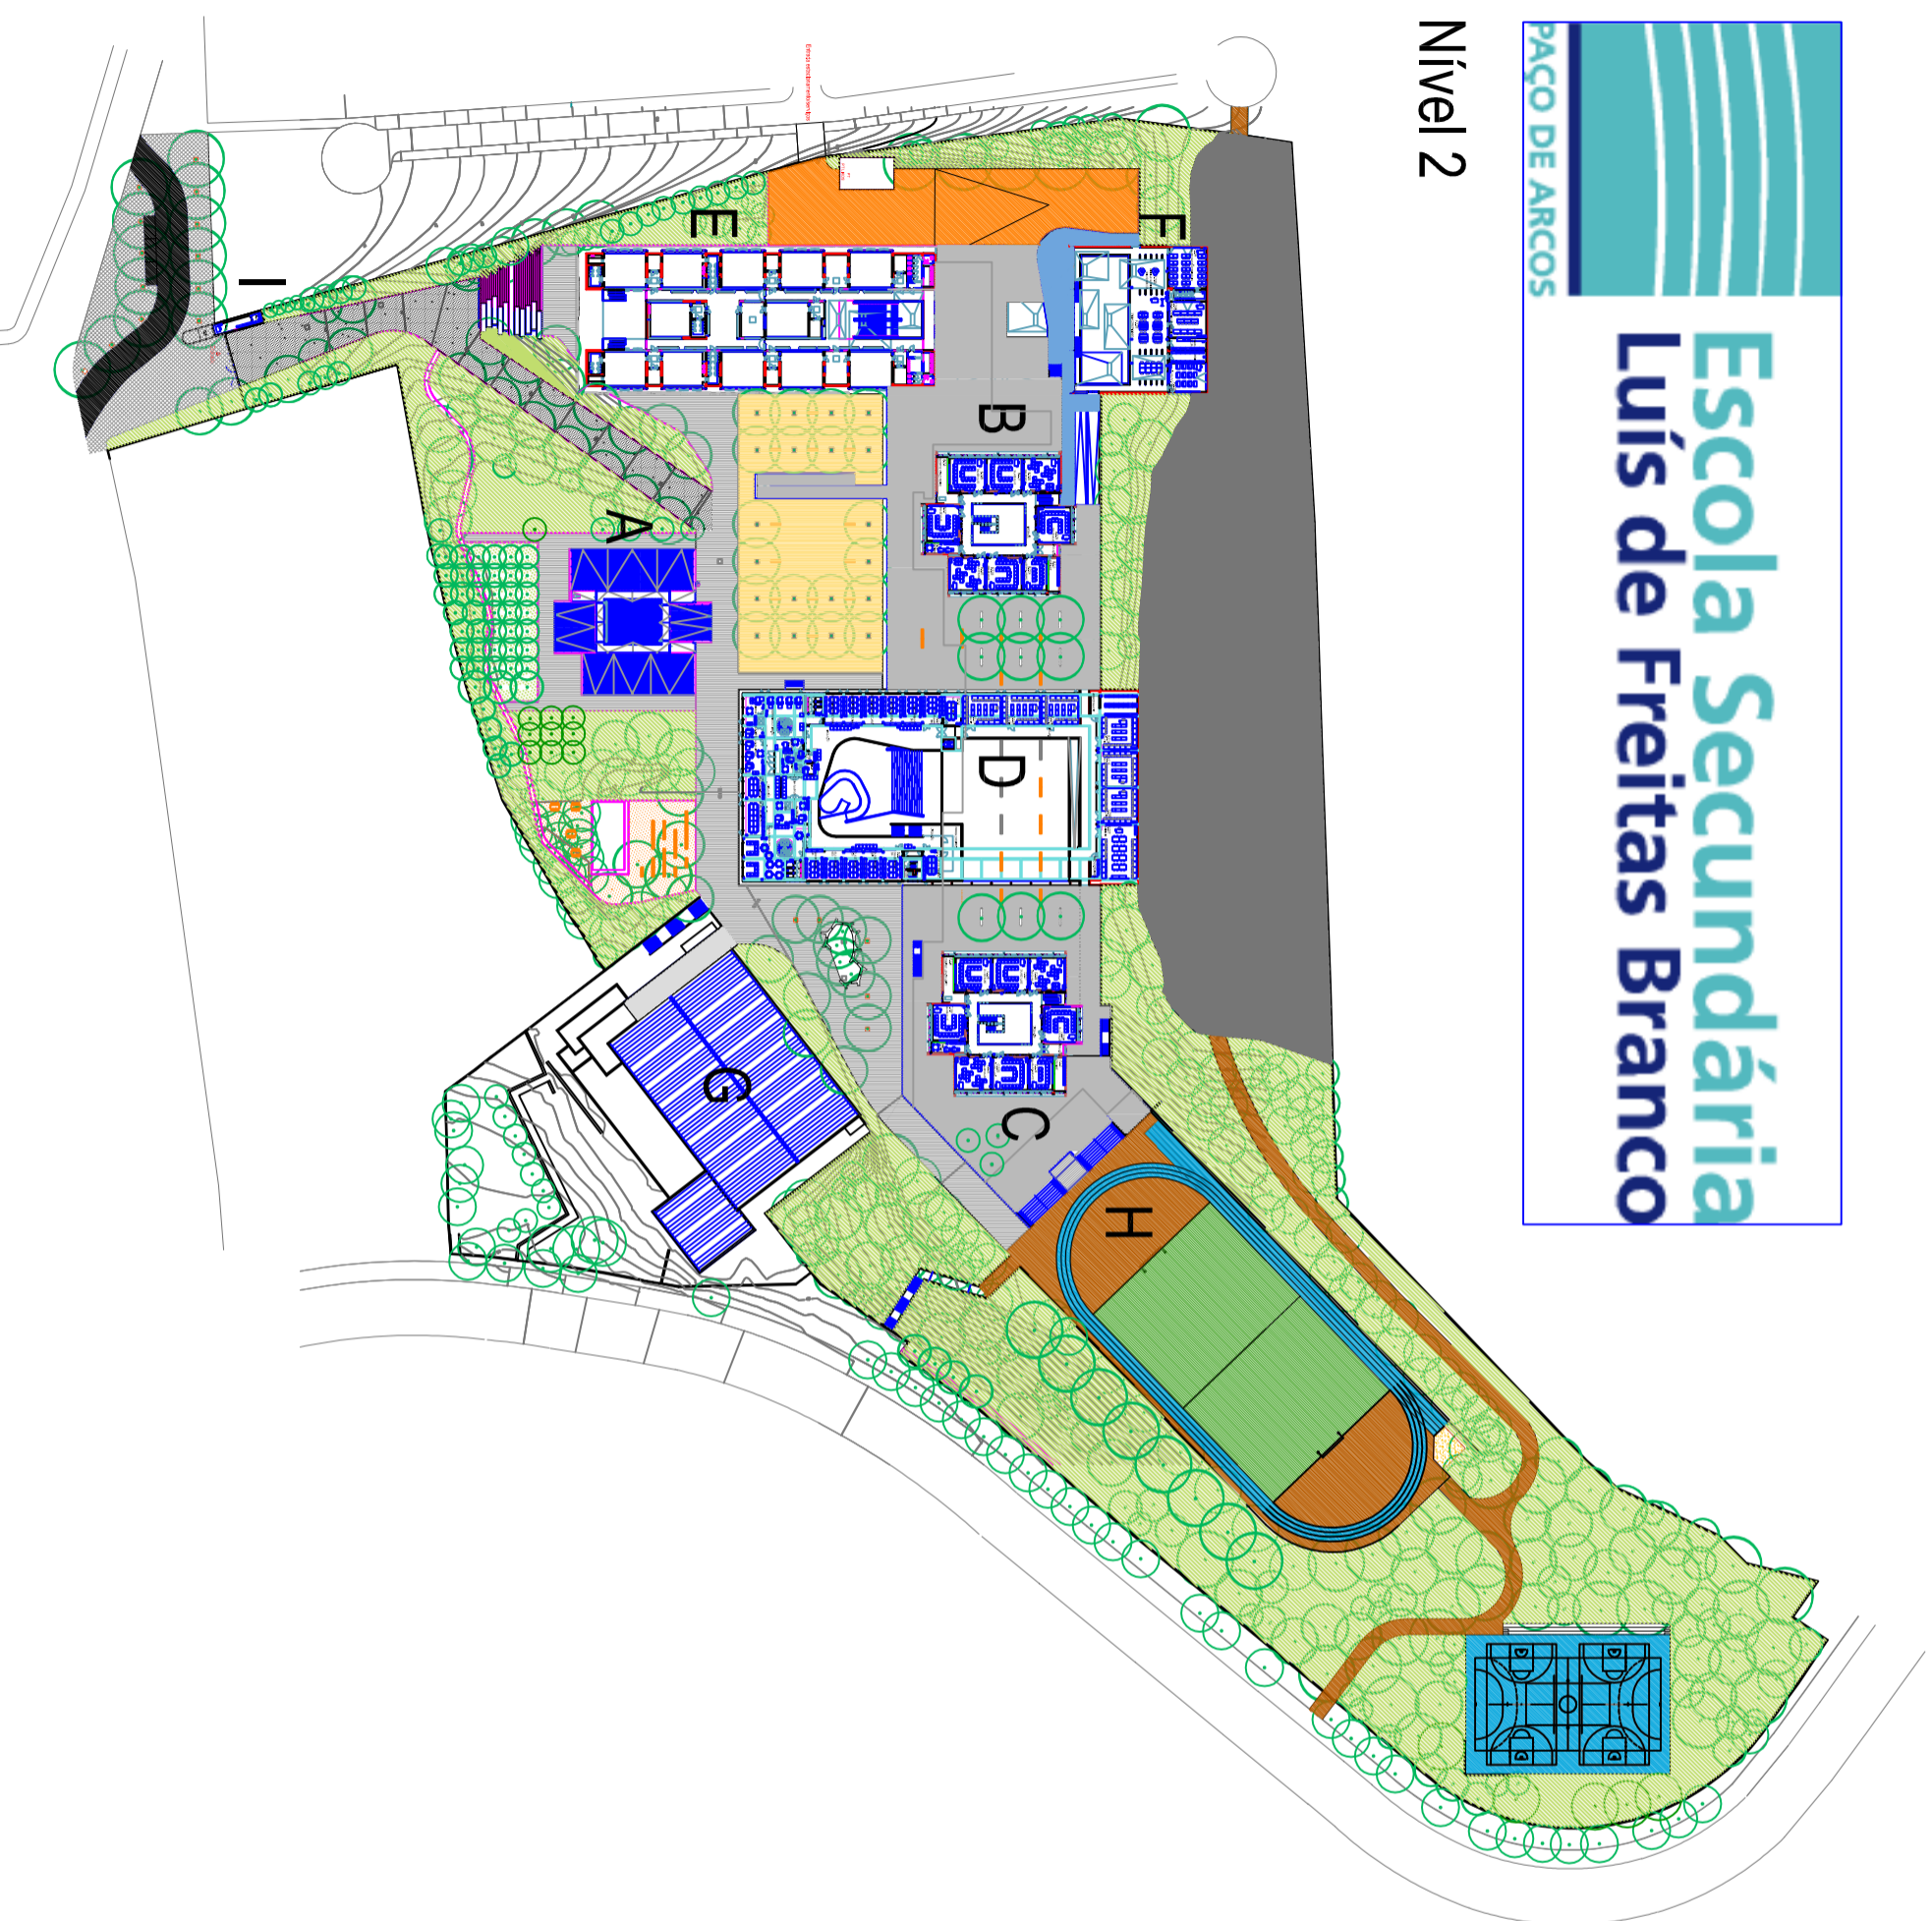 Escola Secundária
Luís de Freitas Branco
PAÇO DE ARCOS
Nível 2
F
E
B
I
A
D
G
C
H